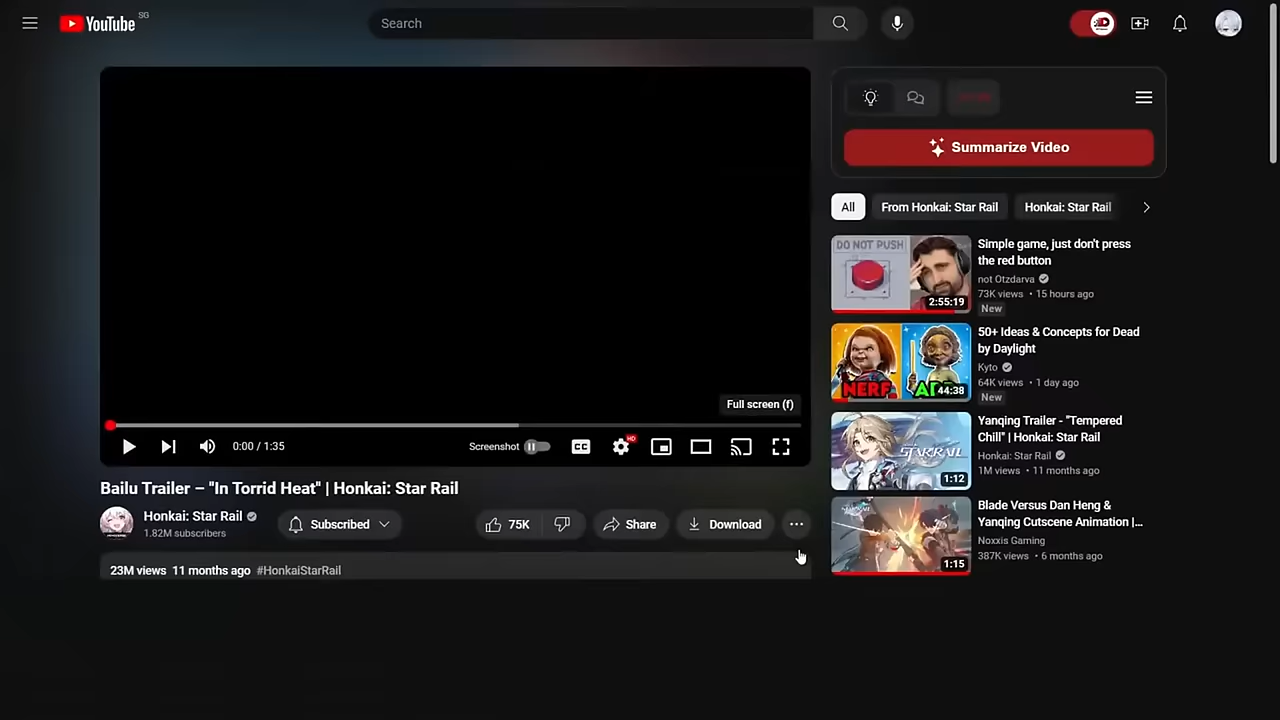 YouTube SG
Search
Summarize Video
All
From Honkai: Star Rail
Honkai: Star Rail
DO NOT PUSH
2:55:19
Simple game, just don't press
the red button
not Otzdarva
73K views • 15 hours ago
New
NERF
44:38
50+ Ideas & Concepts for Dead
by Daylight
Kyto
64K views • 1 day ago
New
STAR RAIL
1:12
Yanqing Trailer - "Tempered
Chill" | Honkai: Star Rail
Honkai: Star Rail
1M views • 11 months ago
1:15
Blade Versus Dan Heng &
Yanqing Cutscene Animation |...
Noxxis Gaming
387K views • 6 months ago
Full screen (f)
0:00 / 1:35
Screenshot
CC
HD
Bailu Trailer – "In Torrid Heat" | Honkai: Star Rail
Honkai: Star Rail
1.82M subscribers
Subscribed
75K
Share
Download
23M views 11 months ago #HonkaiStarRail